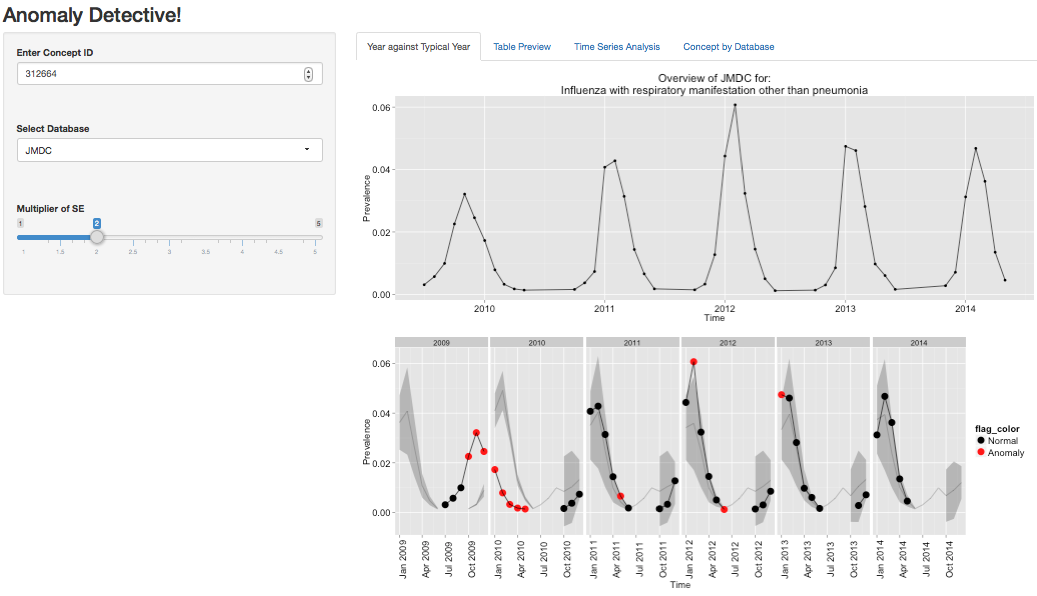 Anomaly Detective!
Enter Concept ID
312664
Select Database
JMDC
Multiplier of SE
1 2 5
1 1.5 2 2.5 3 3.5 4 4.5 5
Year against Typical Year Table Preview Time Series Analysis Concept by Database
Overview of JMDC for:
Influenza with respiratory manifestation other than pneumonia
Prevalence
0.06
0.04
0.02
0.00
2010 2011 2012 2013 2014
Time
2009 2010 2011 2012 2013 2014
Prevalence
0.06
0.04
0.02
0.00
Jan 2009 Apr 2009 Jul 2009 Oct 2009 Jan 2010 Apr 2010 Jul 2010 Oct 2010 Jan 2011 Apr 2011 Jul 2011 Oct 2011 Jan 2012 Apr 2012 Jul 2012 Oct 2012 Jan 2013 Apr 2013 Jul 2013 Oct 2013 Jan 2014 Apr 2014 Jul 2014 Oct 2014
Time
flag_color
Normal
Anomaly